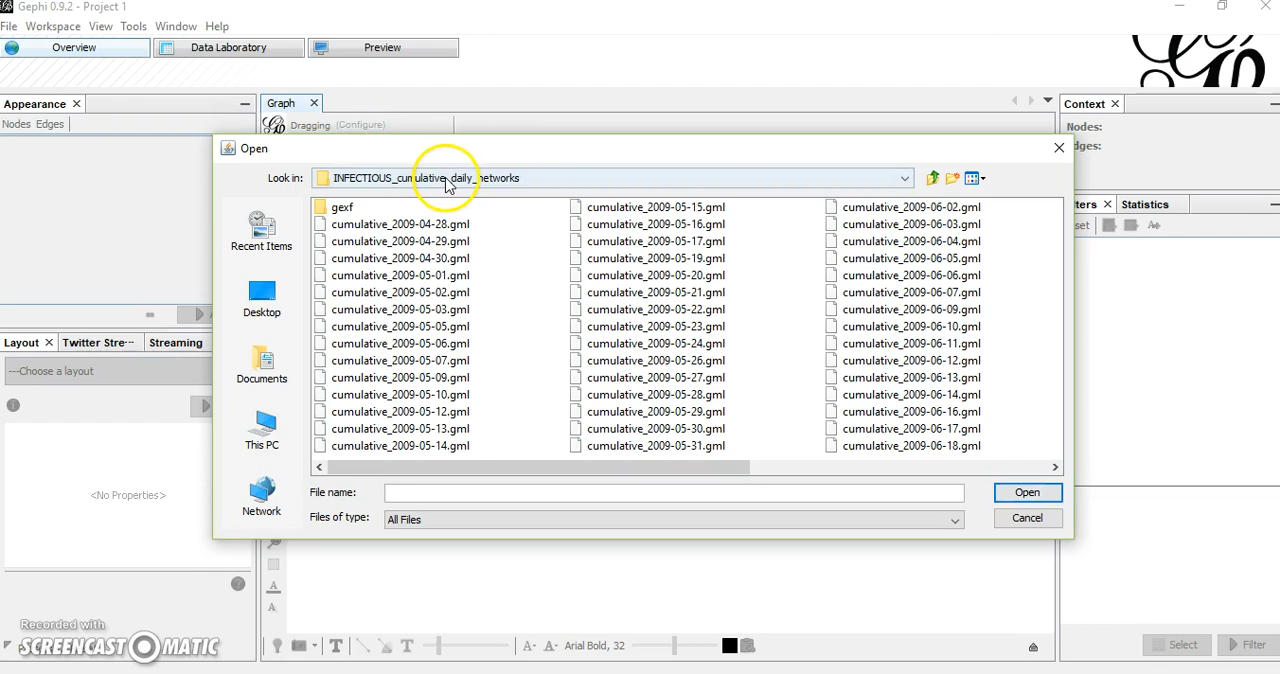 Gephi 0.9.2 - Project 1
File Workspace View Tools Window Help
Overview Data Laboratory Preview
Appearance Graph Context
Nodes Edges Dragging (Configure) Nodes:
Open
Look in: INFECTIOUS_cumulative_daily_networks
Statistics
gexf cumulative_2009-05-15.gml cumulative_2009-06-02.gml
cumulative_2009-04-28.gml cumulative_2009-05-16.gml cumulative_2009-06-03.gml
cumulative_2009-04-29.gml cumulative_2009-05-17.gml cumulative_2009-06-04.gml
cumulative_2009-04-30.gml cumulative_2009-05-19.gml cumulative_2009-06-05.gml
cumulative_2009-05-01.gml cumulative_2009-05-20.gml cumulative_2009-06-06.gml
cumulative_2009-05-02.gml cumulative_2009-05-21.gml cumulative_2009-06-07.gml
cumulative_2009-05-03.gml cumulative_2009-05-22.gml cumulative_2009-06-09.gml
cumulative_2009-05-05.gml cumulative_2009-05-23.gml cumulative_2009-06-10.gml
cumulative_2009-05-06.gml cumulative_2009-05-24.gml cumulative_2009-06-11.gml
cumulative_2009-05-07.gml cumulative_2009-05-26.gml cumulative_2009-06-12.gml
cumulative_2009-05-09.gml cumulative_2009-05-27.gml cumulative_2009-06-13.gml
cumulative_2009-05-10.gml cumulative_2009-05-28.gml cumulative_2009-06-14.gml
cumulative_2009-05-12.gml cumulative_2009-05-29.gml cumulative_2009-06-16.gml
cumulative_2009-05-13.gml cumulative_2009-05-30.gml cumulative_2009-06-17.gml
cumulative_2009-05-14.gml cumulative_2009-05-31.gml cumulative_2009-06-18.gml
Recent Items
Desktop
Documents
This PC
Network
File name: Open
Files of type: All Files Cancel
Layout Twitter Stre... Streaming
---Choose a layout
<No Properties>
Arial Bold, 32 Select Filter
Recorded with
SCREENCAST-O-MATIC